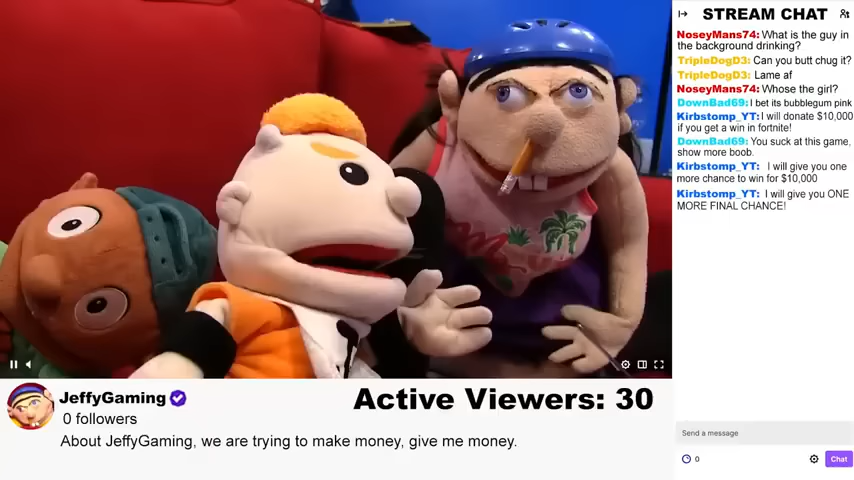 STREAM CHAT
NoseyMans74: What is the guy in
the background drinking?
TripleDogD3: Can you butt chug it?
TripleDogD3: Lame af
NoseyMans74: Whose the girl?
DownBad69: I bet its bubblegum pink
Kirbstomp_YT: I will donate $10,000
if you get a win in fortnite!
DownBad69: You suck at this game,
show more boob.
Kirbstomp_YT: I will give you one
more chance to win for $10,000
Kirbstomp_YT: I will give you ONE
MORE FINAL CHANCE!
JeffyGaming
Active Viewers: 30
0 followers
About JeffyGaming, we are trying to make money, give me money.
Send a message
0
Chat